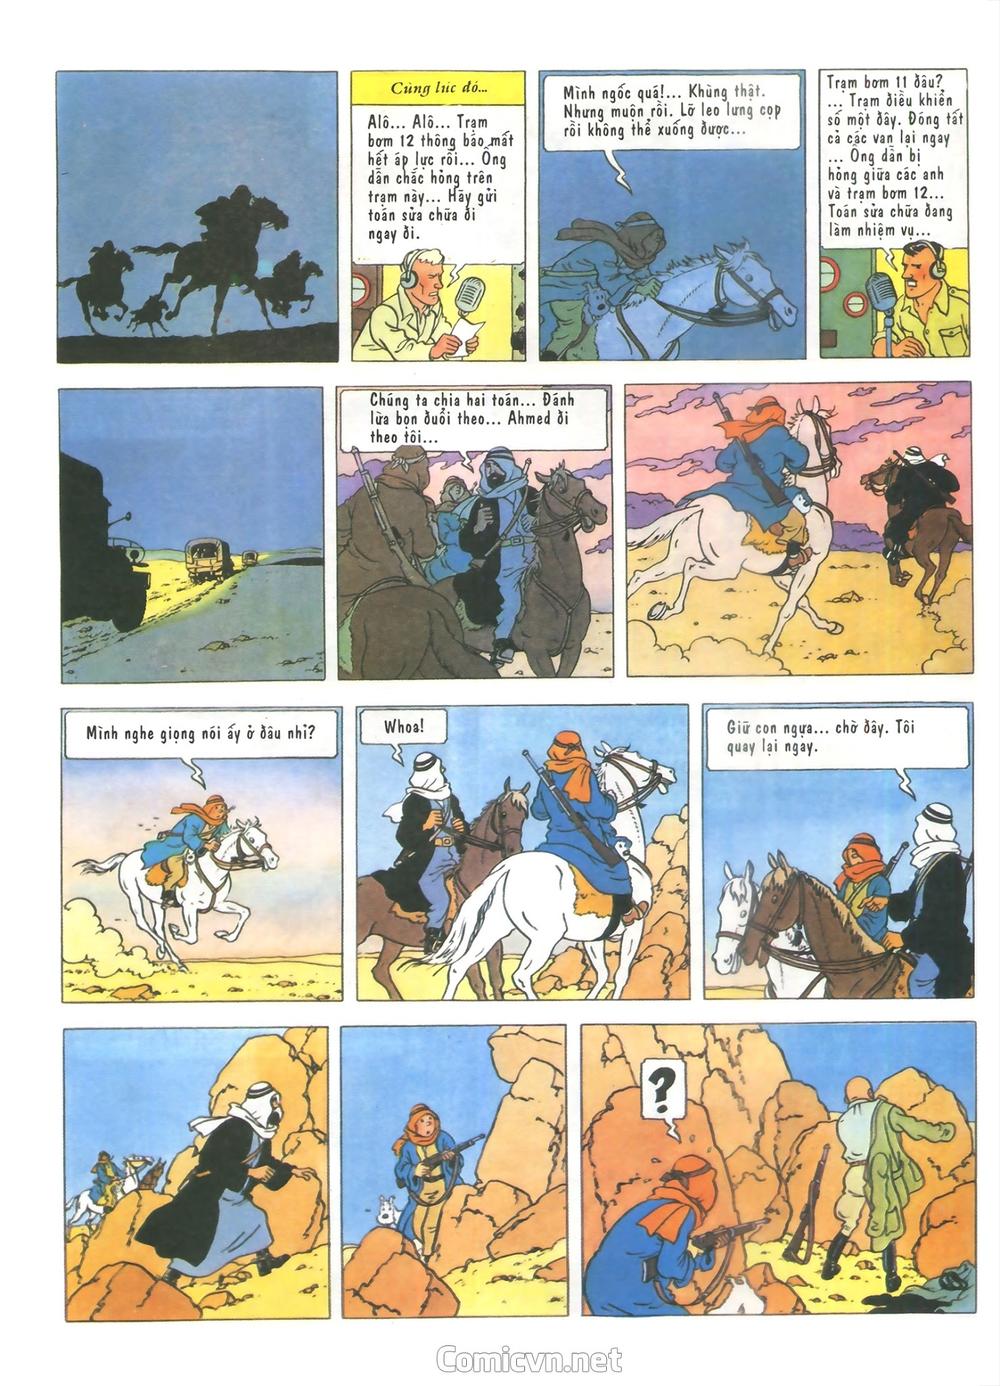 Cùng lúc đó...
Alô... Alô... Trạm
bơm 12 thông báo mất
hết áp lực rồi... Ống
dẫn chắc hỏng trên
trạm này... Hãy gửi
toán sửa chữa đi
ngay đi.
Mình ngốc quá!... Khùng thật.
Nhưng muộn rồi. Lỡ leo lưng cọp
rồi không thể xuống được...
Trạm bơm 11 đâu?
... Trạm điều khiển
số một đây. Đóng tất
cả các van lại ngay
... Ống dẫn bị
hỏng giữa các anh
và trạm bơm 12...
Toán sửa chữa đang
làm nhiệm vụ...
Chúng ta chia hai toán... Đánh
lừa bọn đuổi theo... Ahmed đi
theo tôi...
Mình nghe giọng nói ấy ở đâu nhỉ?
Whoa!
Giữ con ngựa... chờ đây. Tôi
quay lại ngay.
?
Comicvn.net